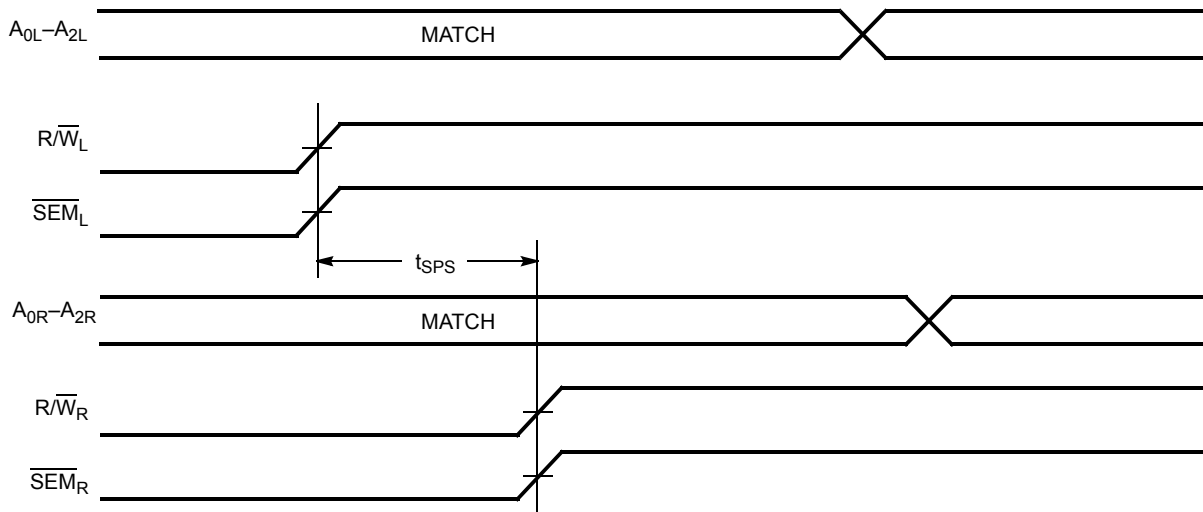 A0L–A2L
MATCH
R/W̅L
S̅E̅M̅L
tSPS
A0R–A2R
MATCH
R/W̅R
S̅E̅M̅R